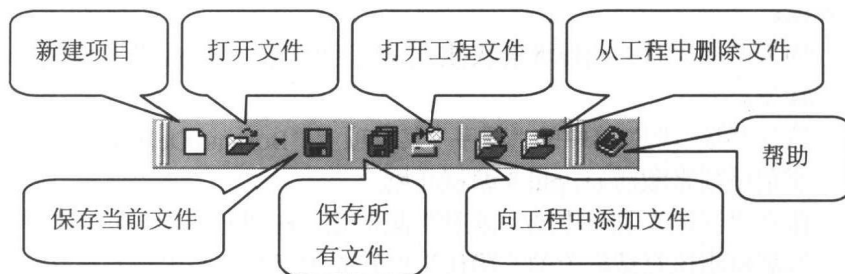 新建项目
打开文件
打开工程文件
从工程中删除文件
保存当前文件
保存所
有文件
向工程中添加文件
帮助